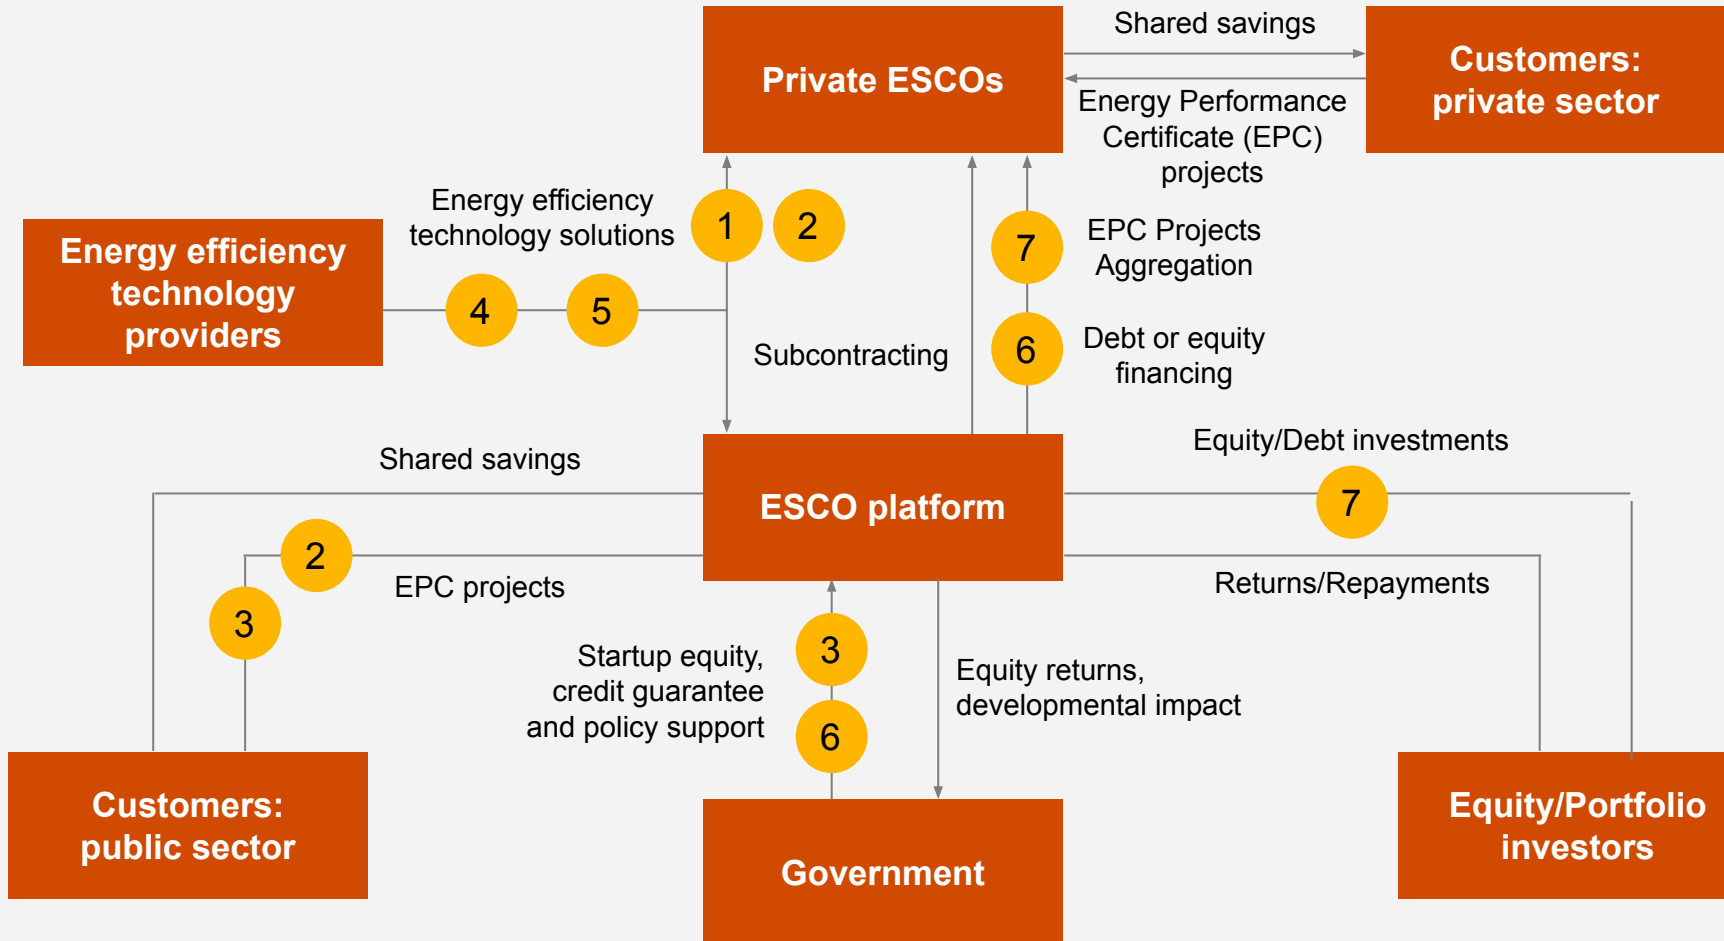 Shared savings
Private ESCOs
Customers:
private sector
Energy Performance
Certificate (EPC)
projects
Energy efficiency
technology solutions
1
2
7
EPC Projects
Aggregation
Energy efficiency
technology
providers
4
5
Subcontracting
6
Debt or equity
financing
Shared savings
ESCO platform
Equity/Debt investments
7
2
EPC projects
Returns/Repayments
3
Startup equity,
credit guarantee
and policy support
3
6
Equity returns,
developmental impact
Customers:
public sector
Government
Equity/Portfolio
investors